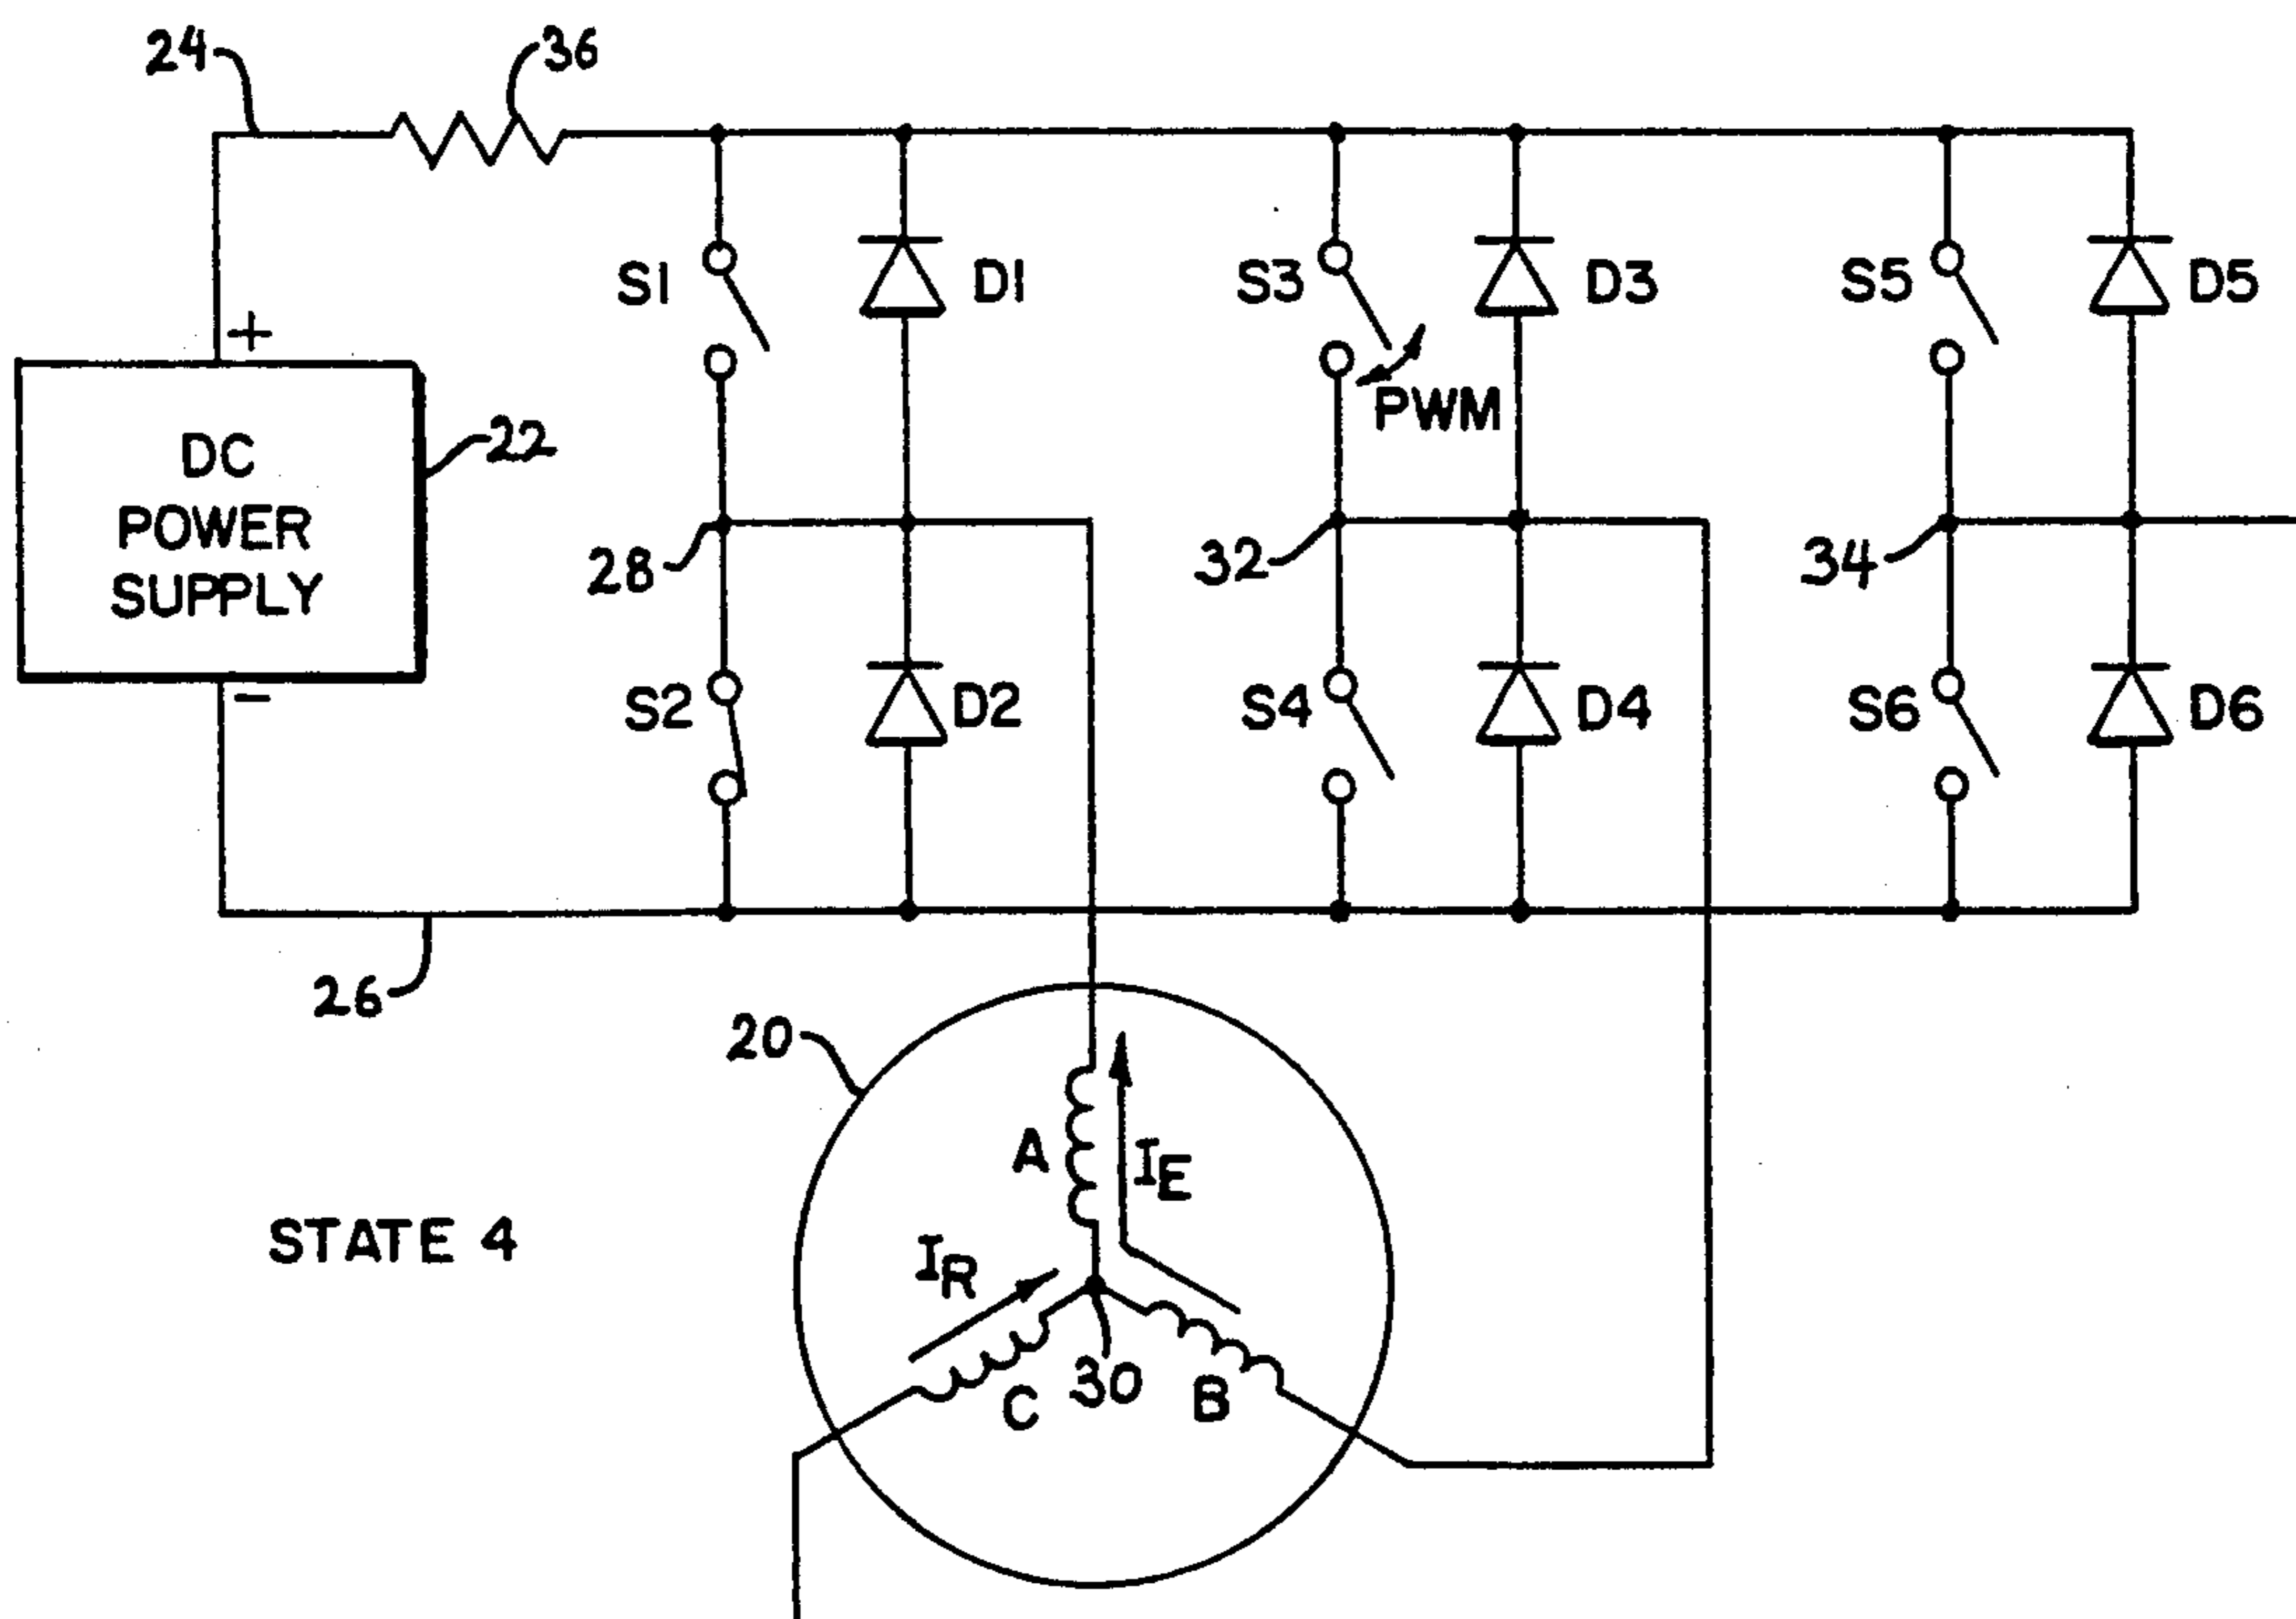 24
36
S1
D1
S3
D3
S5
D5
+
PWM
DC
POWER
SUPPLY
22
28
32
34
−
S2
D2
S4
D4
S6
D6
26
20
A
IE
STATE 4
IR
C
30
B